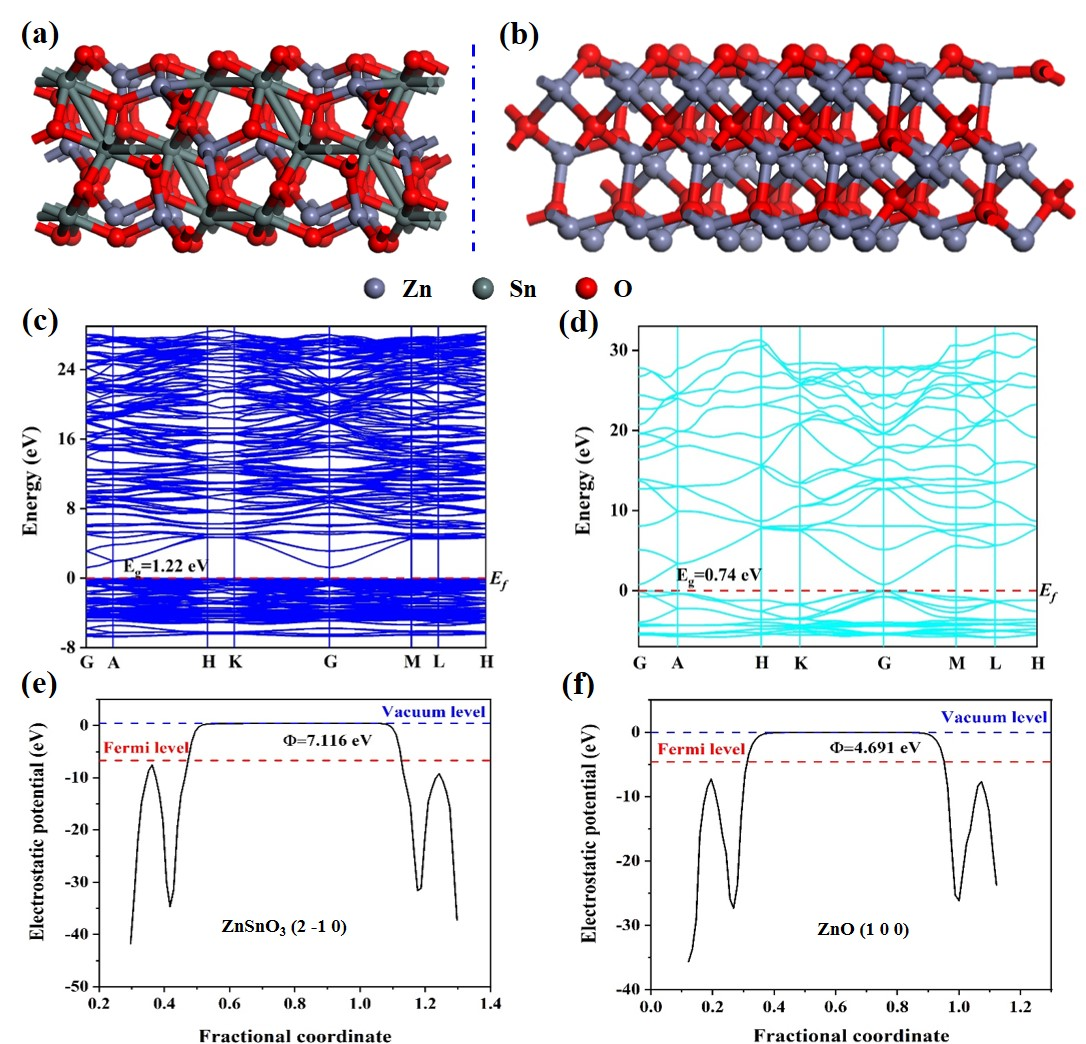 (a)
(b)
Zn Sn O
(c)
24
16
8
0
-8
Energy (eV)
Eg=1.22 eV
Ef
G A H K G M L H
(d)
30
20
10
0
Energy (eV)
Eg=0.74 eV
Ef
G A H K G M L H
(e)
0
-10
-20
-30
-40
-50
Electrostatic potential (eV)
Vacuum level
Φ=7.116 eV
Fermi level
ZnSnO3 (2 -1 0)
0.2 0.4 0.6 0.8 1.0 1.2 1.4
Fractional coordinate
(f)
0
-10
-20
-30
-40
Electrostatic potential (eV)
Vacuum level
Φ=4.691 eV
Fermi level
ZnO (1 0 0)
0.0 0.2 0.4 0.6 0.8 1.0 1.2
Fractional coordinate